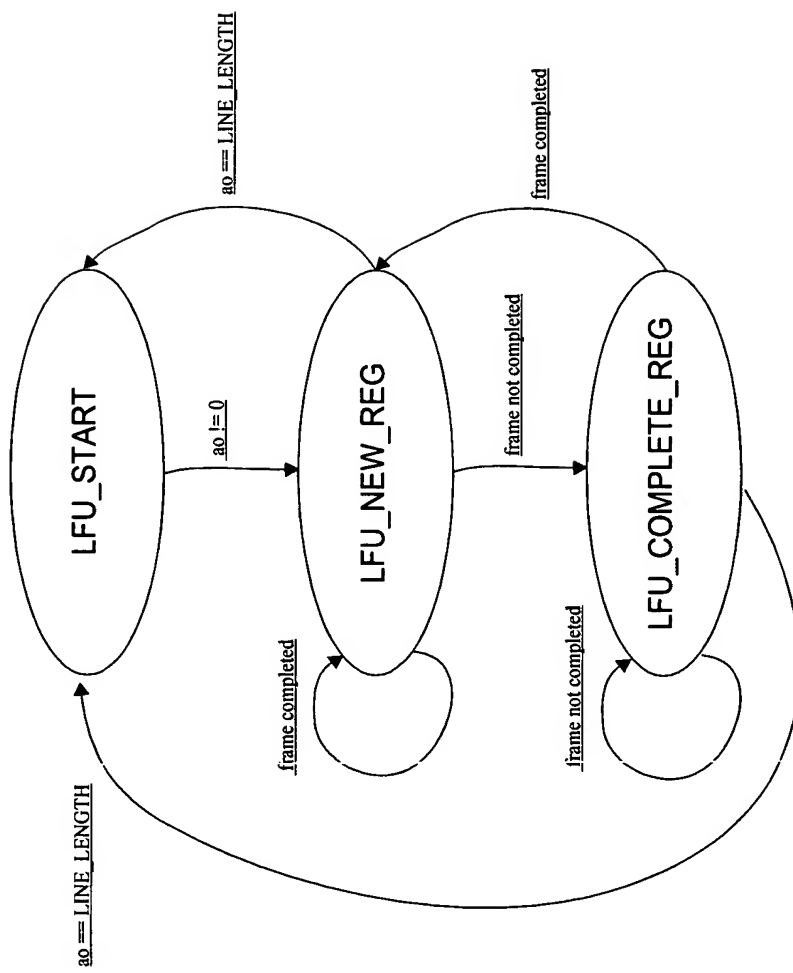 ao == LINE_LENGTH
LFU_START
ao != 0
ao == LINE_LENGTH
frame completed
LFU_NEW_REG
frame not completed
frame completed
frame not completed
LFU_COMPLETE_REG